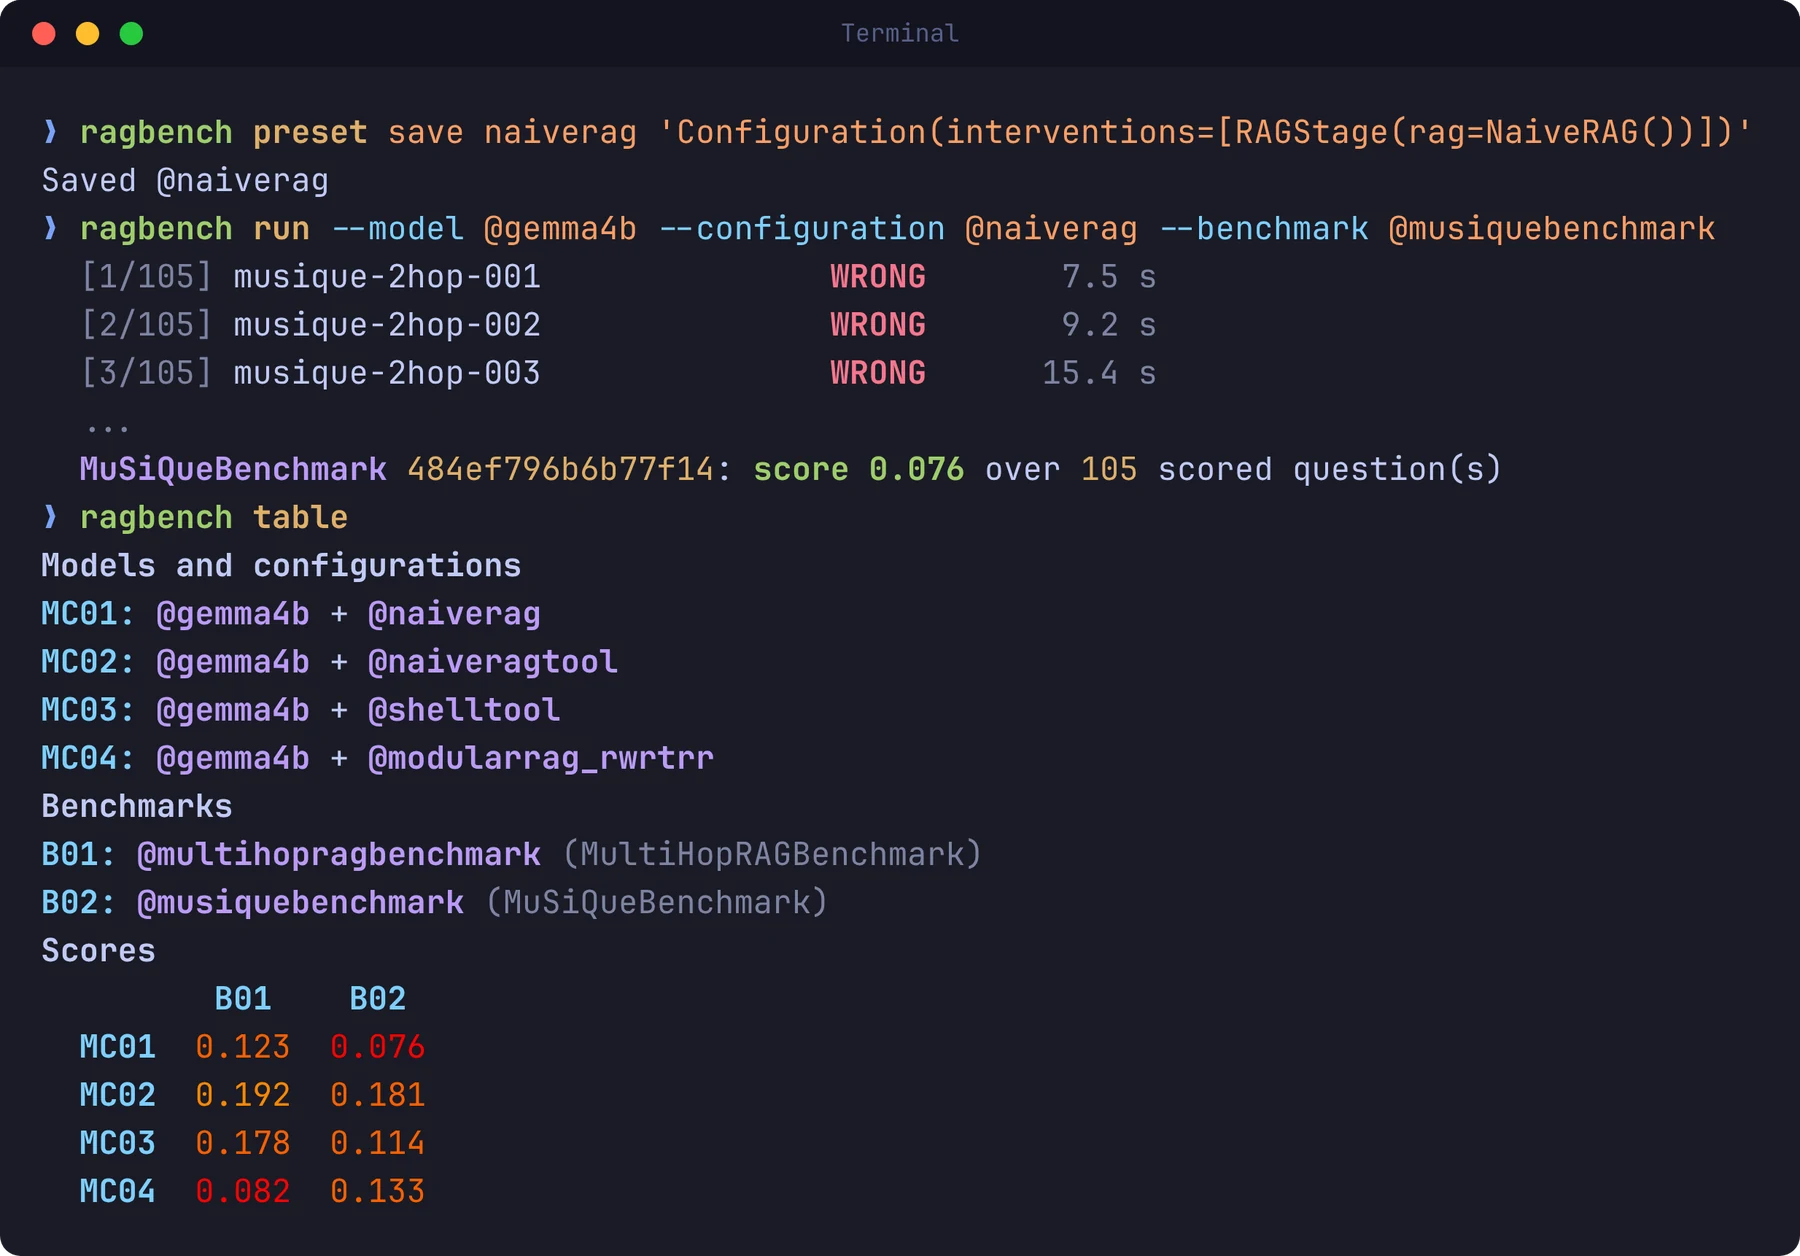 Terminal
❯ ragbench preset save naiverag 'Configuration(interventions=[RAGStage(rag=NaiveRAG())])'
Saved @naiverag
❯ ragbench run --model @gemma4b --configuration @naiverag --benchmark @musiquebenchmark
[1/105] musique-2hop-001 WRONG 7.5 s
[2/105] musique-2hop-002 WRONG 9.2 s
[3/105] musique-2hop-003 WRONG 15.4 s
...
MuSiQueBenchmark 484ef796b6b77f14: score 0.076 over 105 scored question(s)
❯ ragbench table
Models and configurations
MC01: @gemma4b + @naiverag
MC02: @gemma4b + @naiveragtool
MC03: @gemma4b + @shelltool
MC04: @gemma4b + @modularrag_rwrtrr
Benchmarks
B01: @multihopragbenchmark (MultiHopRAGBenchmark)
B02: @musiquebenchmark (MuSiQueBenchmark)
Scores
B01 B02
MC01 0.123 0.076
MC02 0.192 0.181
MC03 0.178 0.114
MC04 0.082 0.133